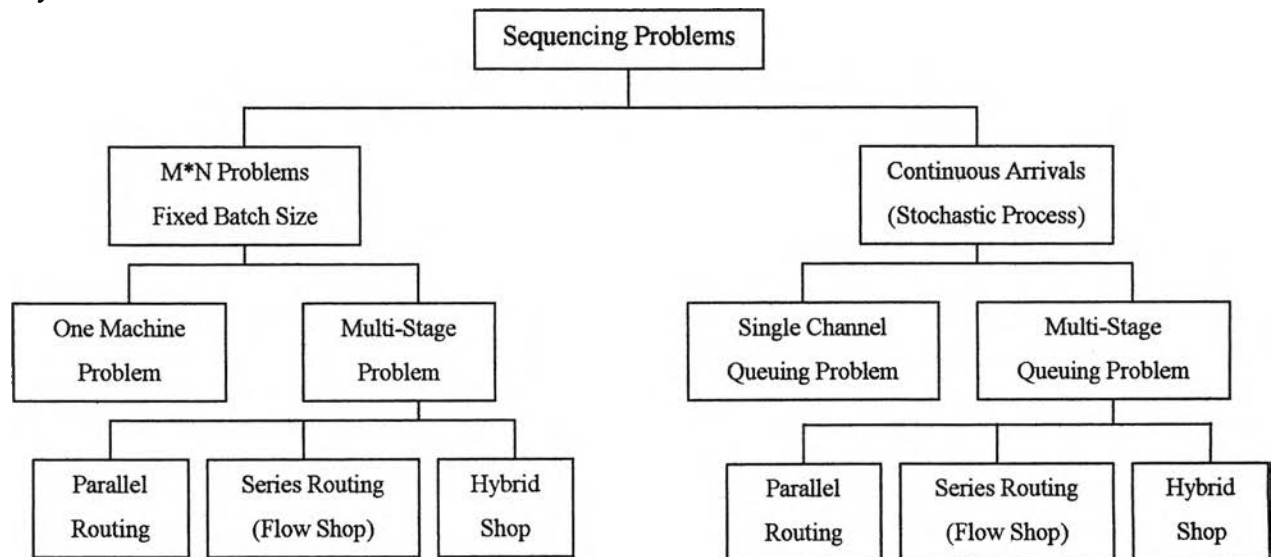 Sequencing Problems
M*N Problems
Fixed Batch Size
Continuous Arrivals
(Stochastic Process)
One Machine
Problem
Multi-Stage
Problem
Single Channel
Queuing Problem
Multi-Stage
Queuing Problem
Parallel
Routing
Series Routing
(Flow Shop)
Hybrid
Shop
Parallel
Routing
Series Routing
(Flow Shop)
Hybrid
Shop